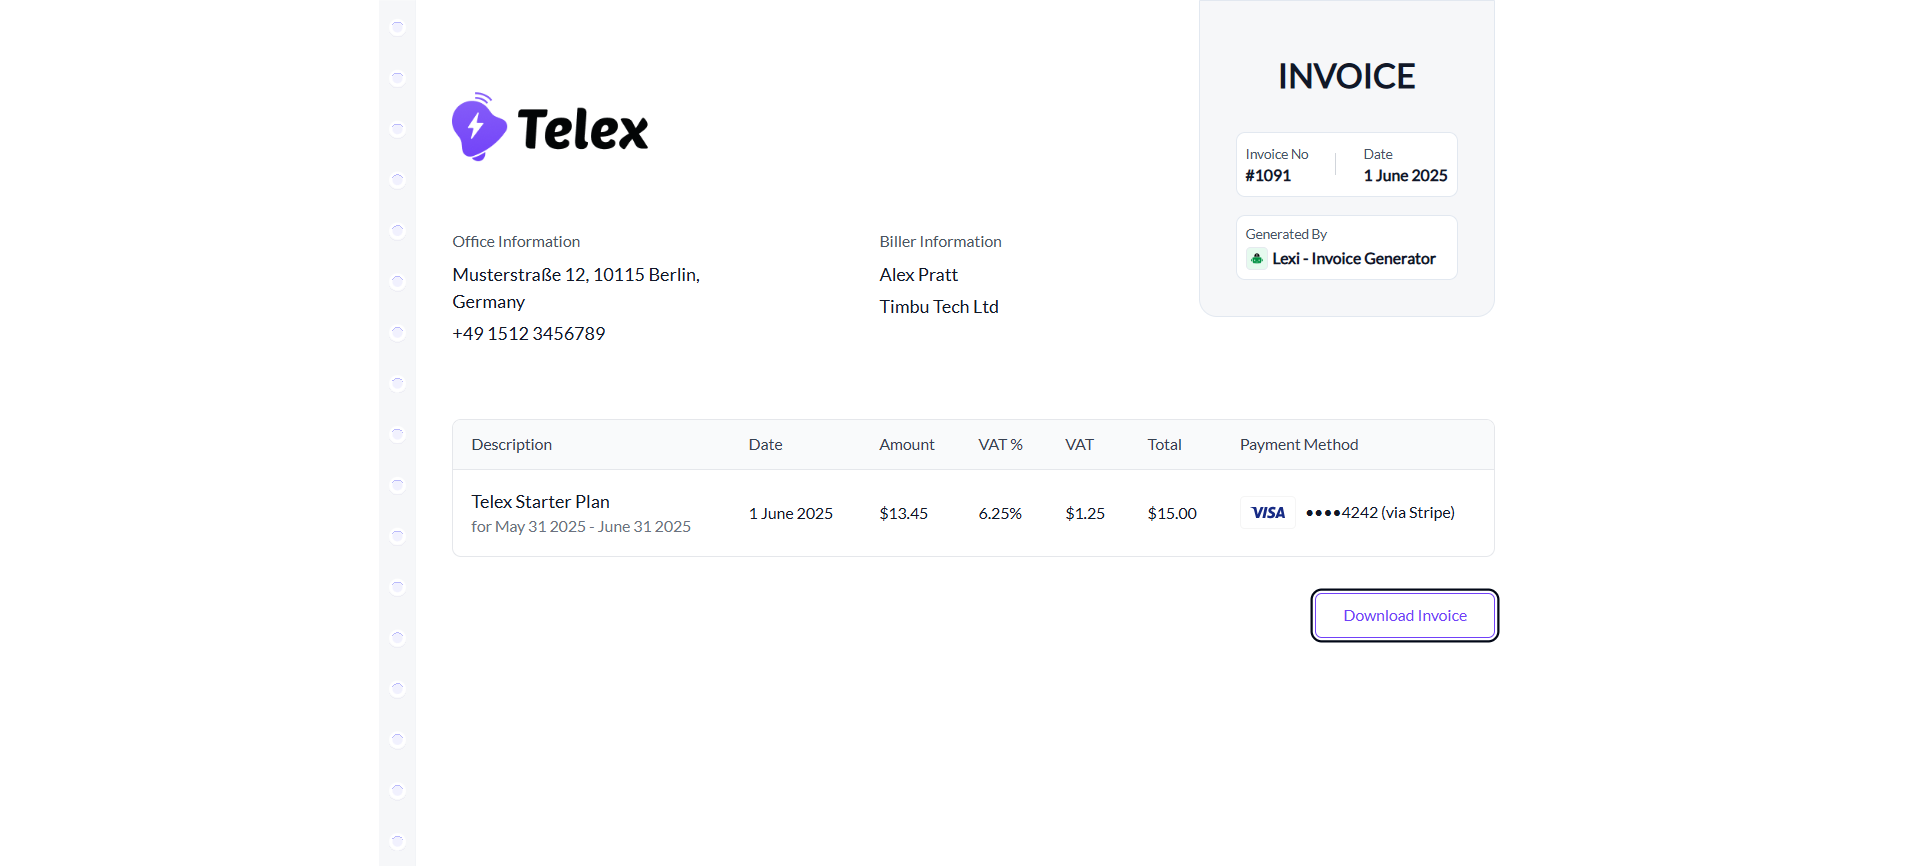 Telex
INVOICE
Invoice No
#1091
Date
1 June 2025
Generated By
Lexi - Invoice Generator
Office Information
Musterstraße 12, 10115 Berlin,
Germany
+49 1512 3456789
Biller Information
Alex Pratt
Timbu Tech Ltd
Description Date Amount VAT % VAT Total Payment Method
Telex Starter Plan
for May 31 2025 - June 31 2025
1 June 2025 $13.45 6.25% $1.25 $15.00 VISA ••••4242 (via Stripe)
Download Invoice